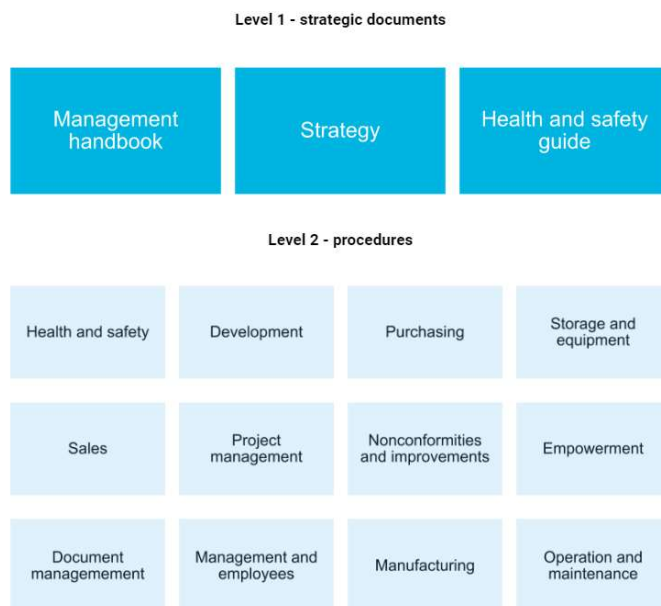 Level 1 - strategic documents
Management
handbook
Strategy
Health and safety
guide
Level 2 - procedures
Health and safety
Development
Purchasing
Storage and
equipment
Sales
Project
management
Nonconformities
and improvements
Empowerment
Document
managemement
Management and
employees
Manufacturing
Operation and
maintenance